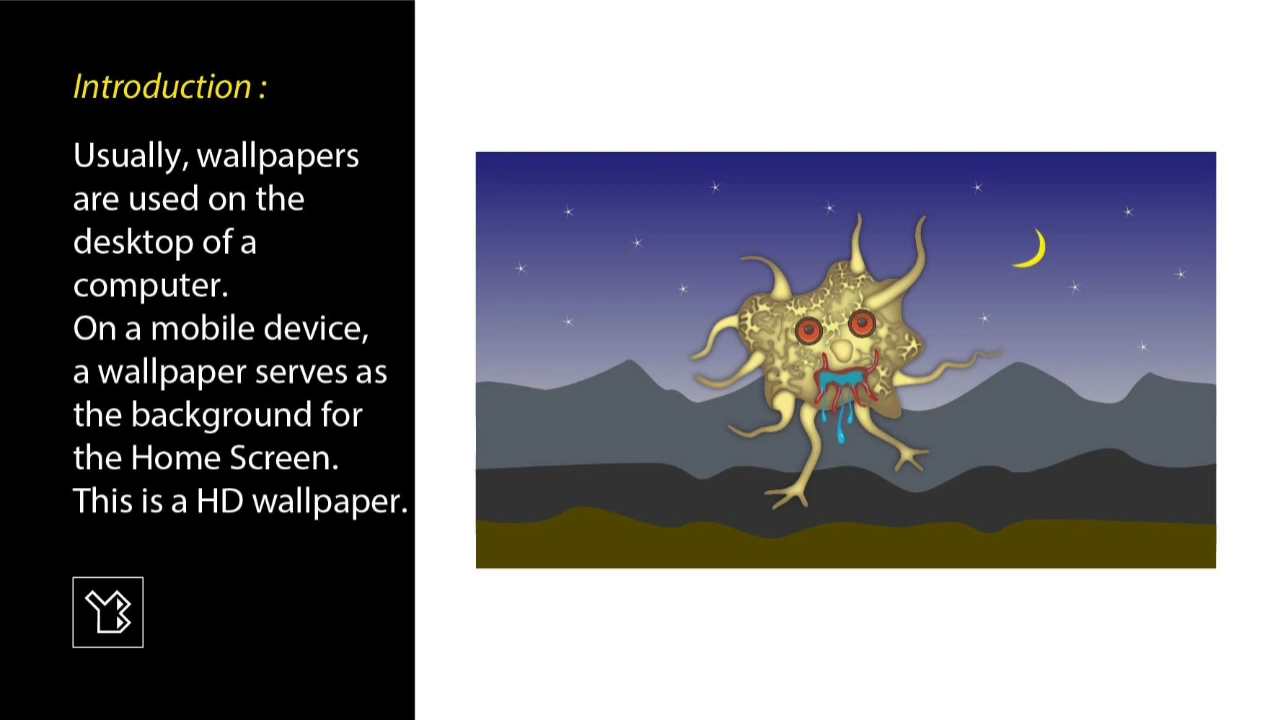 Introduction :
Usually, wallpapers
are used on the
desktop of a
computer.
On a mobile device,
a wallpaper serves as
the background for
the Home Screen.
This is a HD wallpaper.